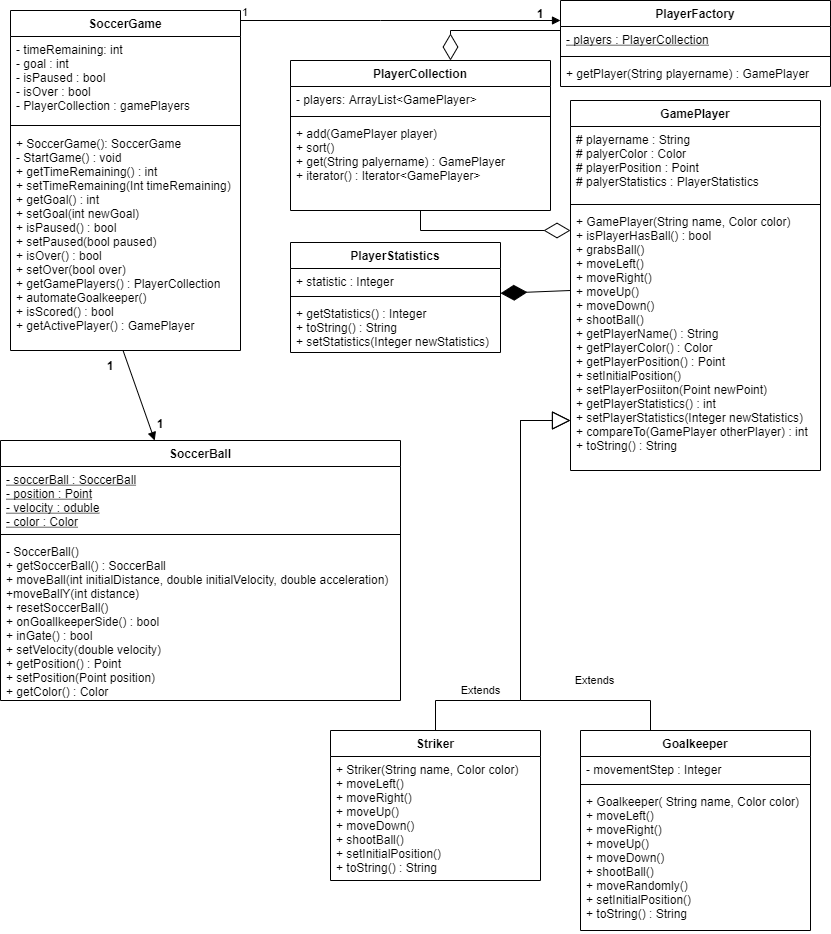 SoccerGame
- timeRemaining: int
- goal : int
- isPaused : bool
- isOver : bool
- PlayerCollection : gamePlayers
+ SoccerGame(): SoccerGame
- StartGame() : void
+ getTimeRemaining() : int
+ setTimeRemaining(Int timeRemaining)
+ getGoal() : int
+ setGoal(int newGoal)
+ isPaused() : bool
+ setPaused(bool paused)
+ isOver() : bool
+ setOver(bool over)
+ getGamePlayers() : PlayerCollection
+ automateGoalkeeper()
+ isScored() : bool
+ getActivePlayer() : GamePlayer
1
1
PlayerFactory
- players : PlayerCollection
+ getPlayer(String playername) : GamePlayer
PlayerCollection
- players: ArrayList<GamePlayer>
+ add(GamePlayer player)
+ sort()
+ get(String palyername) : GamePlayer
+ iterator() : Iterator<GamePlayer>
GamePlayer
# playername : String
# palyerColor : Color
# palyerPosition : Point
# palyerStatistics : PlayerStatistics
+ GamePlayer(String name, Color color)
+ isPlayerHasBall() : bool
+ grabsBall()
+ moveLeft()
+ moveRight()
+ moveUp()
+ moveDown()
+ shootBall()
+ getPlayerName() : String
+ getPlayerColor() : Color
+ getPlayerPosition() : Point
+ setInitialPosition()
+ setPlayerPosiiton(Point newPoint)
+ getPlayerStatistics() : int
+ setPlayerStatistics(Integer newStatistics)
+ compareTo(GamePlayer otherPlayer) : int
+ toString() : String
PlayerStatistics
+ statistic : Integer
+ getStatistics() : Integer
+ toString() : String
+ setStatistics(Integer newStatistics)
1
1
SoccerBall
- soccerBall : SoccerBall
- position : Point
- velocity : oduble
- color : Color
- SoccerBall()
+ getSoccerBall() : SoccerBall
+ moveBall(int initialDistance, double initialVelocity, double acceleration)
+moveBallY(int distance)
+ resetSoccerBall()
+ onGoallkeeperSide() : bool
+ inGate() : bool
+ setVelocity(double velocity)
+ getPosition() : Point
+ setPosition(Point position)
+ getColor() : Color
Extends
Extends
Striker
+ Striker(String name, Color color)
+ moveLeft()
+ moveRight()
+ moveUp()
+ moveDown()
+ shootBall()
+ setInitialPosition()
+ toString() : String
Goalkeeper
- movementStep : Integer
+ Goalkeeper( String name, Color color)
+ moveLeft()
+ moveRight()
+ moveUp()
+ moveDown()
+ shootBall()
+ moveRandomly()
+ setInitialPosition()
+ toString() : String